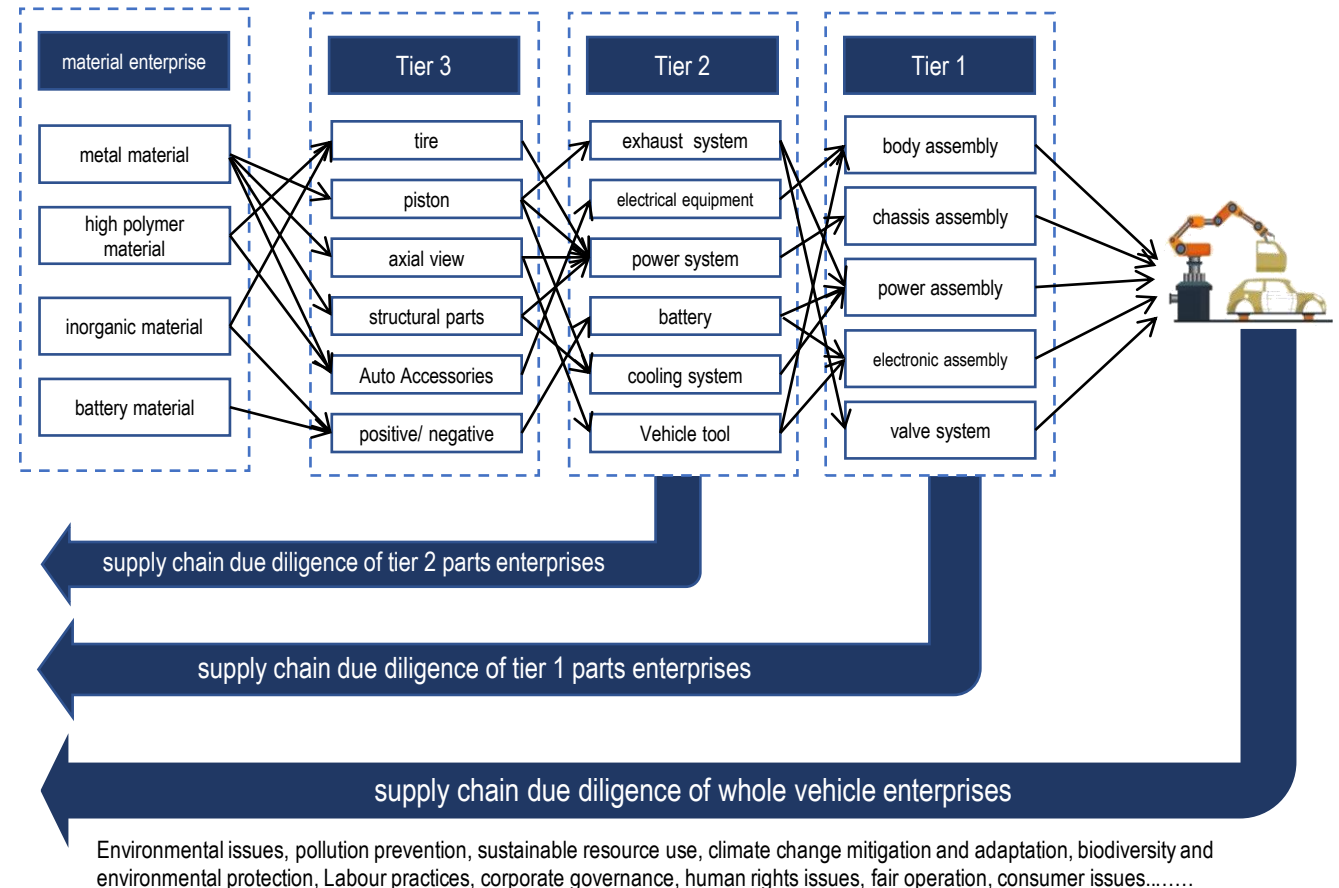 material enterprise
metal material
high polymer
material
inorganic material
battery material
Tier 3
tire
piston
axial view
structural parts
Auto Accessories
positive/ negative
Tier 2
exhaust system
electrical equipment
power system
battery
cooling system
Vehicle tool
Tier 1
body assembly
chassis assembly
power assembly
electronic assembly
valve system
supply chain due diligence of tier 2 parts enterprises
supply chain due diligence of tier 1 parts enterprises
supply chain due diligence of whole vehicle enterprises
Environmental issues, pollution prevention, sustainable resource use, climate change mitigation and adaptation, biodiversity and
environmental protection, Labour practices, corporate governance, human rights issues, fair operation, consumer issues………